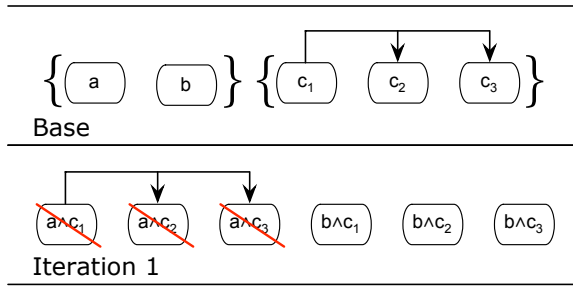 { a b } { c₁ c₂ c₃ }
Base
a∧c₁ a∧c₂ a∧c₃ b∧c₁ b∧c₂ b∧c₃
Iteration 1